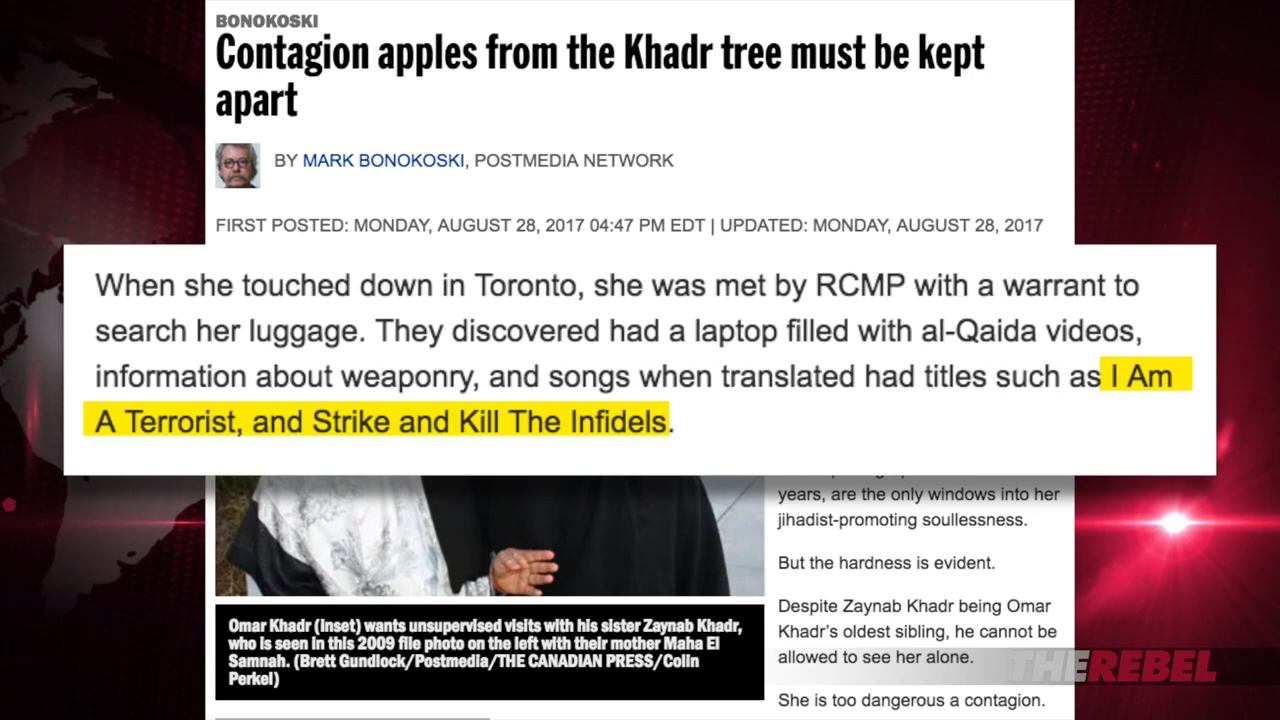 BONOKOSKI
Contagion apples from the Khadr tree must be kept
apart
BY MARK BONOKOSKI, POSTMEDIA NETWORK
FIRST POSTED: MONDAY, AUGUST 28, 2017 04:47 PM EDT | UPDATED: MONDAY, AUGUST 28, 2017
When she touched down in Toronto, she was met by RCMP with a warrant to
search her luggage. They discovered had a laptop filled with al-Qaida videos,
information about weaponry, and songs when translated had titles such as I Am
A Terrorist, and Strike and Kill The Infidels.
Omar Khadr (Inset) wants unsupervised visits with his sister Zaynab Khadr,
who is seen in this 2009 file photo on the left with their mother Maha El
Samnah. (Brett Gundlock/Postmedia/THE CANADIAN PRESS/Colin
Perkel)
years, are the only windows into her
jihadist-promoting soullessness.
But the hardness is evident.
Despite Zaynab Khadr being Omar
Khadr's oldest sibling, he cannot be
allowed to see her alone.
She is too dangerous a contagion.
THEREBEL